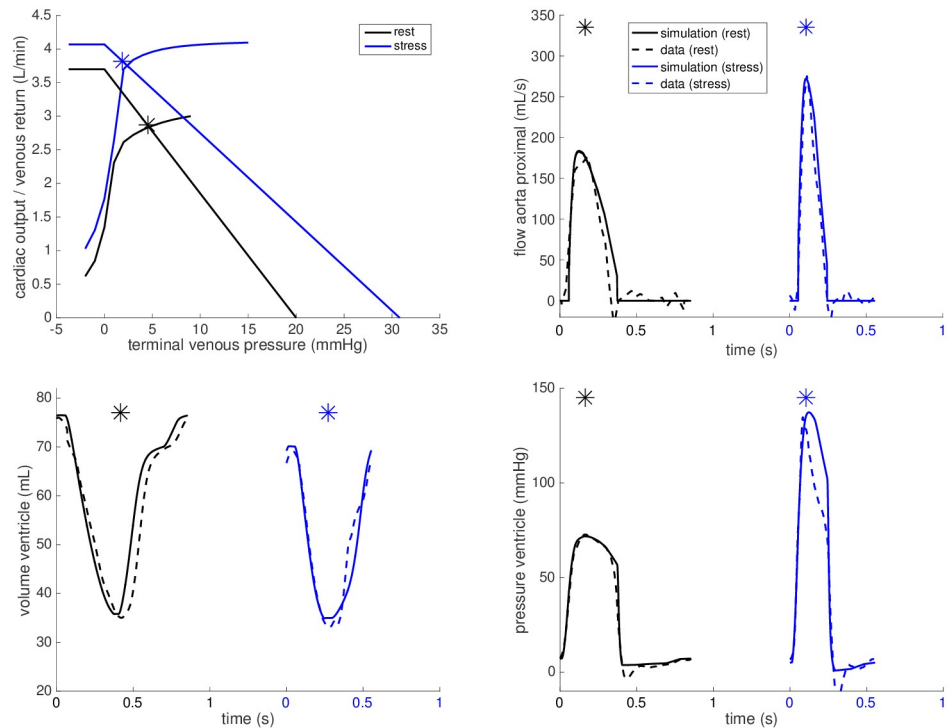 4.5
4
3.5
3
2.5
2
1.5
1
0.5
0
-5 0 5 10 15 20 25 30 35
cardiac output / venous return (L/min)
terminal venous pressure (mmHg)
rest
stress
350
300
250
200
150
100
50
0
0 0.5 1 0 0.5 1
flow aorta proximal (mL/s)
time (s)
simulation (rest)
data (rest)
simulation (stress)
data (stress)
80
70
60
50
40
30
20
0 0.5 1 0 0.5 1
volume ventricle (mL)
time (s)
150
100
50
0
0 0.5 1 0 0.5 1
pressure ventricle (mmHg)
time (s)